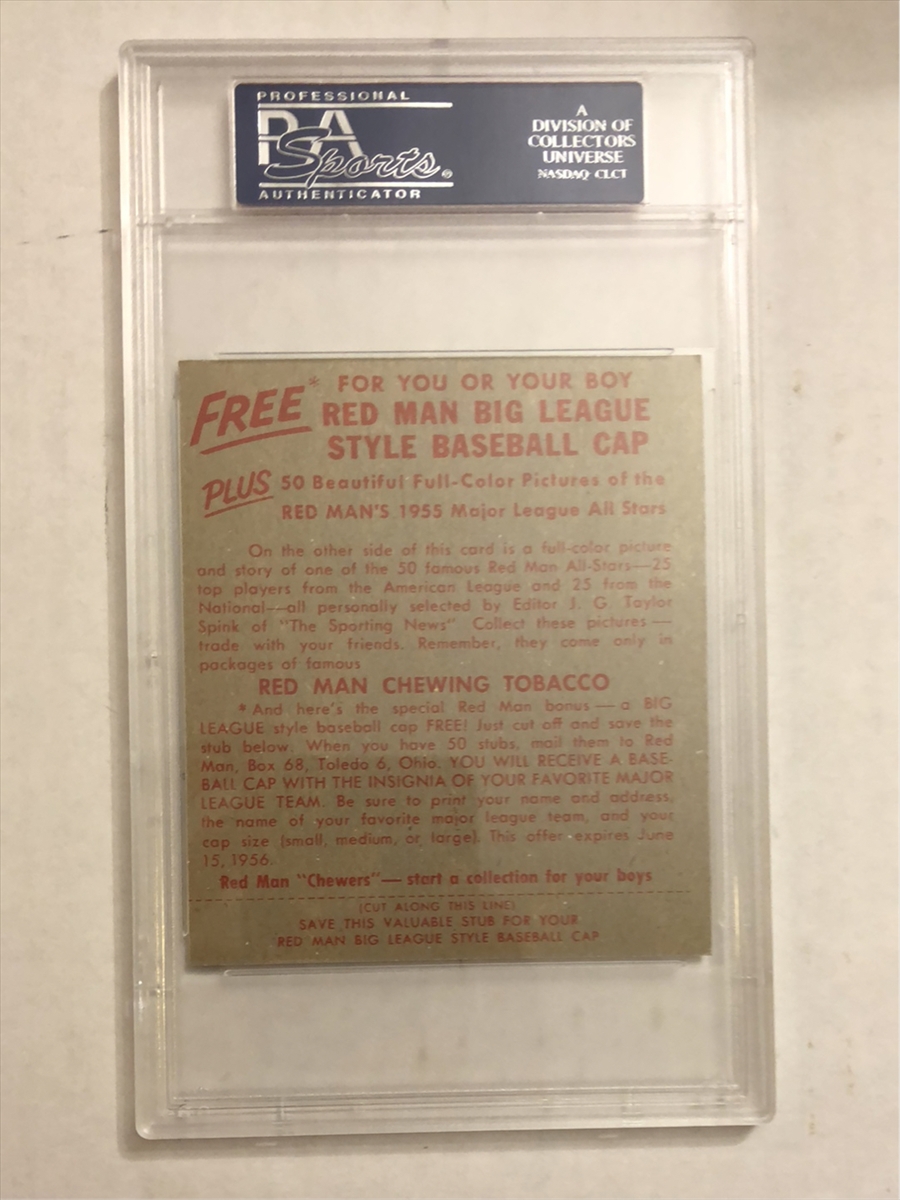 PROFESSIONAL
PSA
Sports®
AUTHENTICATOR
A
DIVISION OF
COLLECTORS
UNIVERSE
NASDAQ CLCT
FREE* FOR YOU OR YOUR BOY
RED MAN BIG LEAGUE
STYLE BASEBALL CAP
PLUS 50 Beautiful Full-Color Pictures of the
RED MAN'S 1955 Major League All Stars
On the other side of this card is a full-color picture
and story of one of the 50 famous Red Man All-Stars—25
top players from the American League and 25 from the
National—all personally selected by Editor J. G. Taylor
Spink of "The Sporting News" Collect these pictures—
trade with your friends. Remember, they come only in
packages of famous
RED MAN CHEWING TOBACCO
*And here's the special Red Man bonus—a BIG
LEAGUE style baseball cap FREE! Just cut off and save the
stub below. When you have 50 stubs, mail them to Red
Man, Box 68, Toledo 6, Ohio. YOU WILL RECEIVE A BASE-
BALL CAP WITH THE INSIGNIA OF YOUR FAVORITE MAJOR
LEAGUE TEAM. Be sure to print your name and address,
the name of your favorite major league team, and your
cap size (small, medium, or large). This offer expires June
15, 1956.
Red Man "Chewers"—start a collection for your boys
(CUT ALONG THIS LINE)
SAVE THIS VALUABLE STUB FOR YOUR
RED MAN BIG LEAGUE STYLE BASEBALL CAP